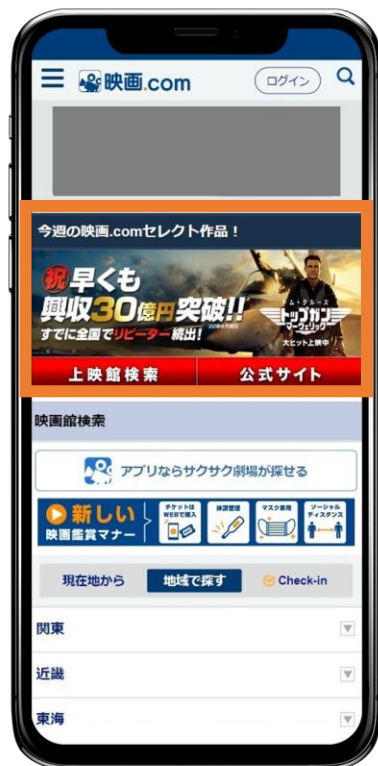 映画.com
ログイン
今週の映画.comセレクト作品！
祝早くも
興収30億円突破!!
すでに全国でリピーター続出!
トム・クルーズ
トップガン
マーヴェリック
大ヒット上映中
上映館検索
公式サイト
映画館検索
アプリならサクサク劇場が探せる
新しい
映画鑑賞マナー
チケットは
WEBで購入
体調管理
マスク着用
ソーシャル
ディスタンス
現在地から
地域で探す
Check-in
関東
近畿
東海